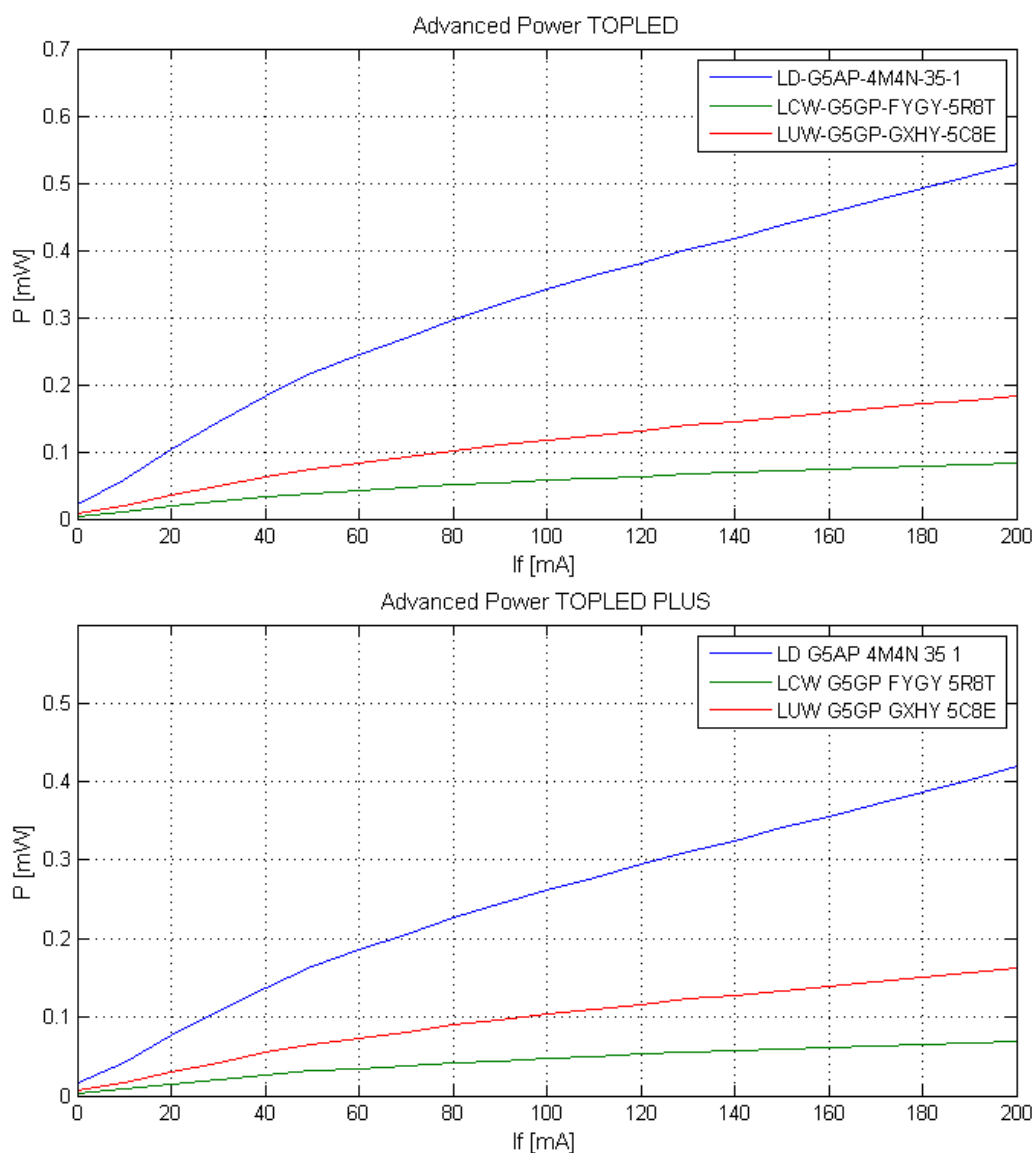 Advanced Power TOPLED
0.7
0.6
0.5
0.4
0.3
0.2
0.1
0
P [mW]
LD-G5AP-4M4N-35-1
LCW-G5GP-FYGY-5R8T
LUW-G5GP-GXHY-5C8E
0 20 40 60 80 100 120 140 160 180 200
If [mA]
Advanced Power TOPLED PLUS
0.5
0.4
0.3
0.2
0.1
0
P [mW]
LD G5AP 4M4N 35 1
LCW G5GP FYGY 5R8T
LUW G5GP GXHY 5C8E
0 20 40 60 80 100 120 140 160 180 200
If [mA]